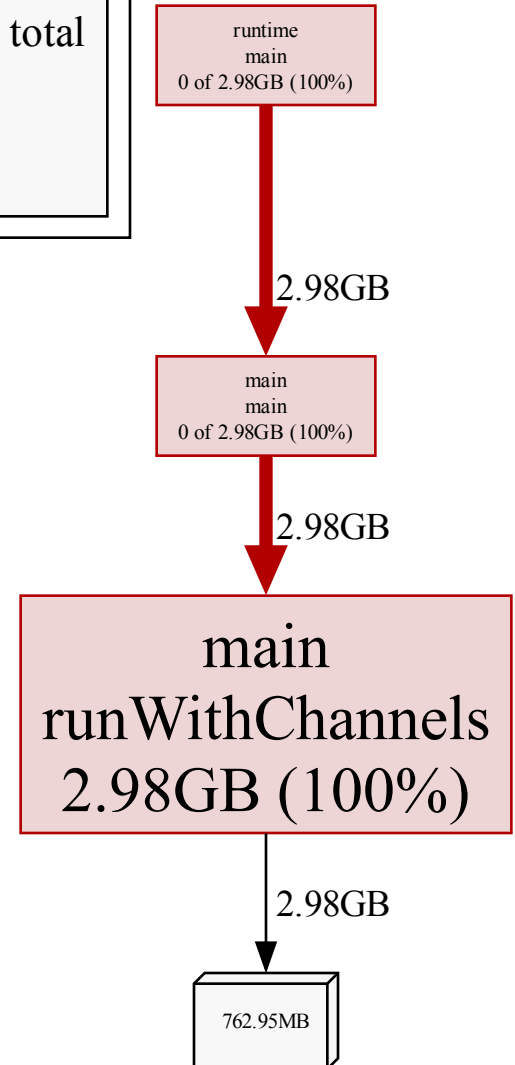 total
runtime
main
0 of 2.98GB (100%)
2.98GB
main
main
0 of 2.98GB (100%)
2.98GB
main
runWithChannels
2.98GB (100%)
2.98GB
762.95MB